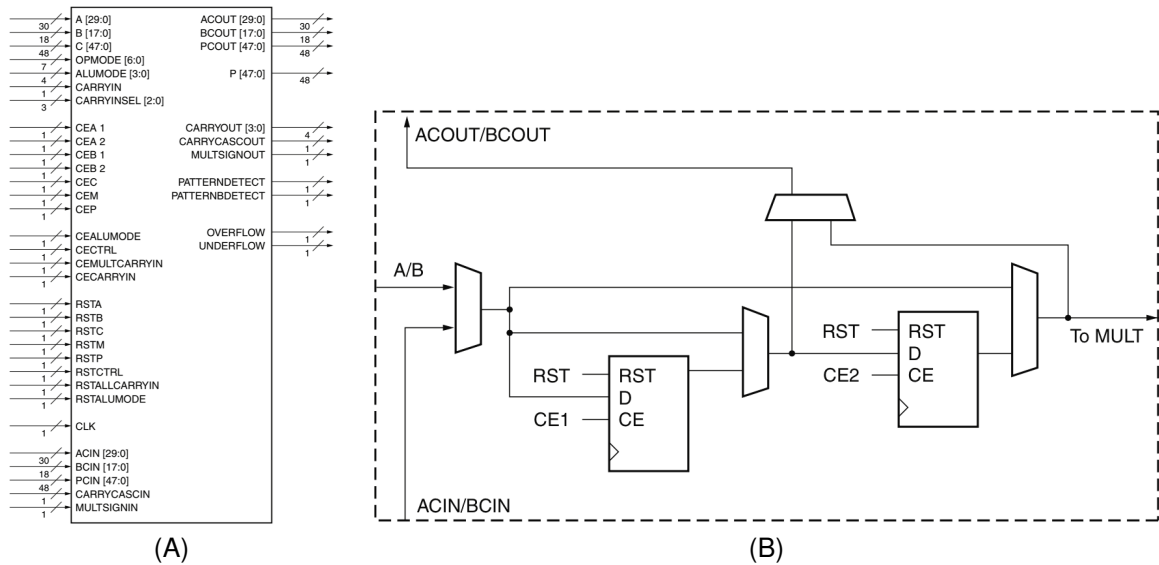 A [29:0]
30
B [17:0]
18
C [47:0]
48
OPMODE [6:0]
7
ALUMODE [3:0]
4
CARRYIN
1
CARRYINSEL [2:0]
3
CEA 1
1
CEA 2
1
CEB 1
1
CEB 2
1
CEC
1
CEM
1
CEP
1
CEALUMODE
1
CECTRL
1
CEMULTCARRYIN
1
CECARRYIN
1
RSTA
1
RSTB
1
RSTC
1
RSTM
1
RSTP
1
RSTCTRL
1
RSTALLCARRYIN
1
RSTALUMODE
1
CLK
1
ACIN [29:0]
30
BCIN [17:0]
18
PCIN [47:0]
48
CARRYCASCIN
1
MULTSIGNIN
1
ACOUT [29:0]
30
BCOUT [17:0]
18
PCOUT [47:0]
48
P [47:0]
48
CARRYOUT [3:0]
4
CARRYCASCOUT
1
MULTSIGNOUT
1
PATTERNDETECT
1
PATTERNBDETECT
1
OVERFLOW
1
UNDERFLOW
1
(A)
ACOUT/BCOUT
A/B
RST
RST
D
CE1
CE
RST
RST
D
CE2
CE
To MULT
ACIN/BCIN
(B)